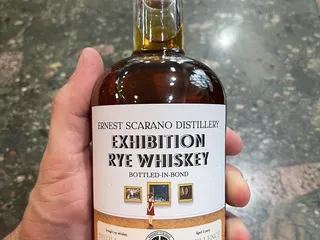 ERNEST SCARANO DISTILLERY
EXHIBITION
RYE WHISKEY
BOTTLED-IN-BOND